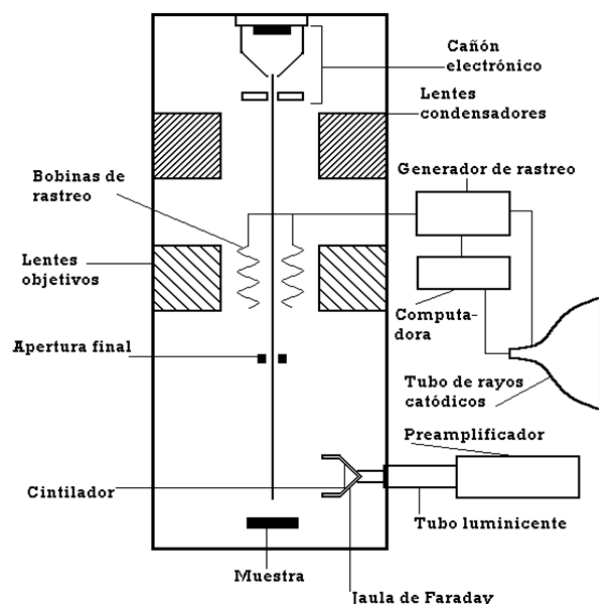 Cañón
electrónico
Lentes
condensadores
Bobinas de
rastreo
Generador de rastreo
Lentes
objetivos
Computa-
dora
Apertura final
Tubo de rayos
catódicos
Preamplificador
Cintilador
Tubo luminicente
Muestra
Jaula de Faraday